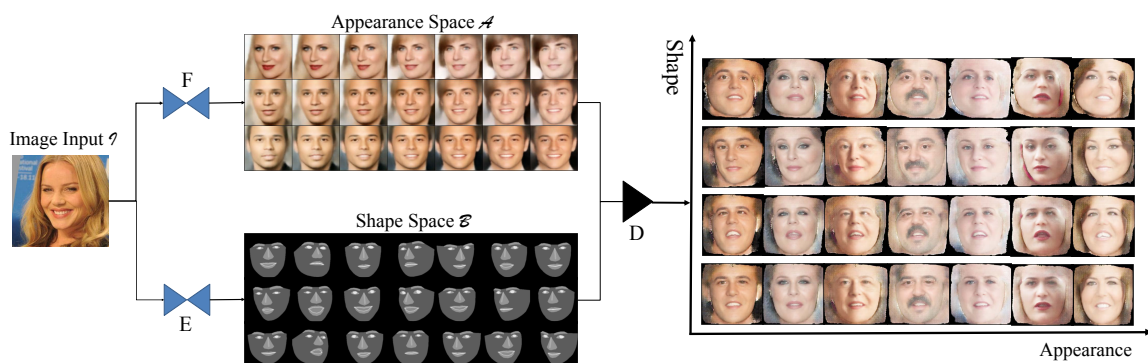 Appearance Space 𝒜
F
Image Input ℐ
Shape Space ℬ
E
D
Shape
Appearance